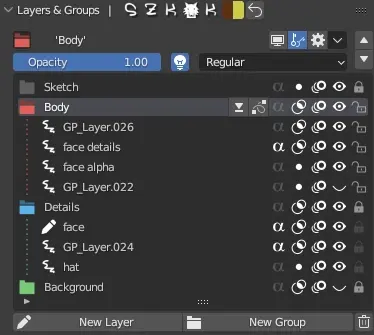 Layers & Groups
'Body'
Opacity 1.00 Regular
Sketch
Body
GP_Layer.026
face details
face alpha
GP_Layer.022
Details
face
GP_Layer.024
hat
Background
New Layer New Group